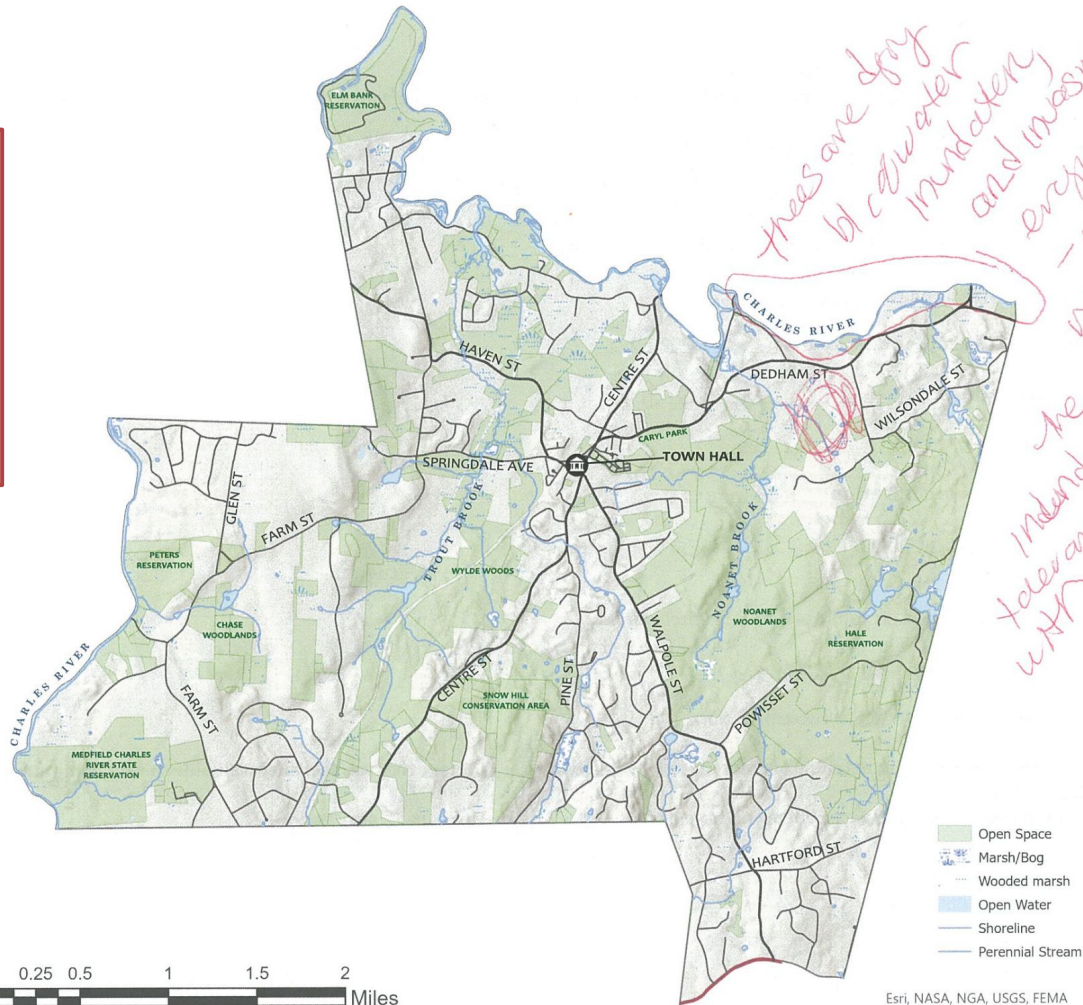 ELM BANK
RESERVATION
trees are dying
b/c water
inundation,
and invasi
CHARLES RIVER
HAVEN ST
CENTRE ST
DEDHAM ST
WILSONDALE ST
CARYL PARK
TOWN HALL
SPRINGDALE AVE
GLEN ST
FARM ST
TROUT BROOK
PETERS
RESERVATION
WYLDE WOODS
NOANET BROOK
NOANET
WOODLANDS
HALE
RESERVATION
CHASE
WOODLANDS
WALPOLE ST
CHARLES RIVER
FARM ST
CENTRE ST
PINE ST
SNOW HILL
CONSERVATION AREA
POWISSET ST
MEDFIELD CHARLES
RIVER STATE
RESERVATION
HARTFORD ST
Open Space
Marsh/Bog
Wooded marsh
Open Water
Shoreline
Perennial Stream
0.25 0.5 1 1.5 2
Miles
Esri, NASA, NGA, USGS, FEMA